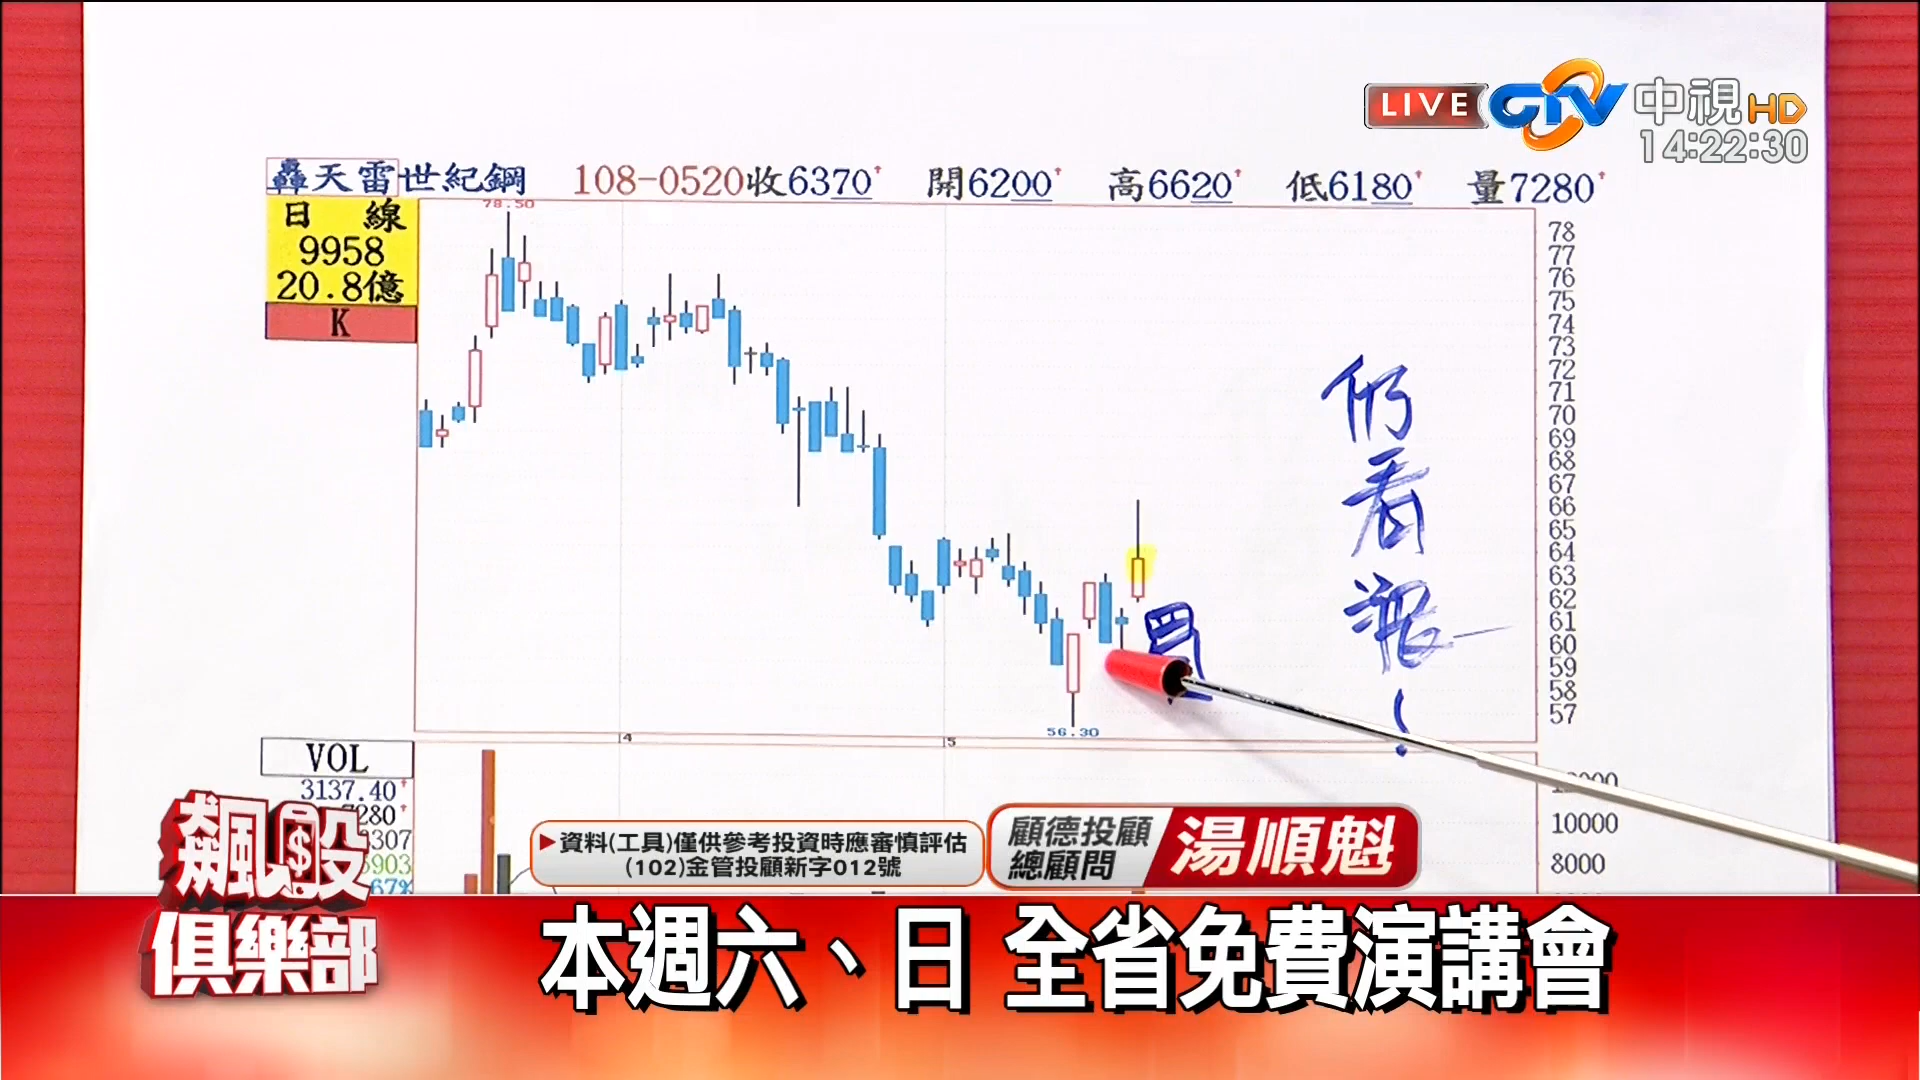 LIVE CTV 中視HD
14:22:30
轟天雷世紀鋼 108-0520收6370↑ 開6200↑ 高6620↑ 低6180↑ 量7280↑
日 線
9958
20.8億
K
78.50
78
77
76
75
74
73
72
71
70
69
68
67
66
65
64
63
62
61
60
59
58
57
仍看漲!
買
56.30
4
5
VOL
3137.40↑
10000
8000
飆股
俱樂部
▶資料(工具)僅供參考投資時應審慎評估
(102)金管投顧新字012號
顧德投顧
總顧問
湯順魁
本週六、日 全省免費演講會